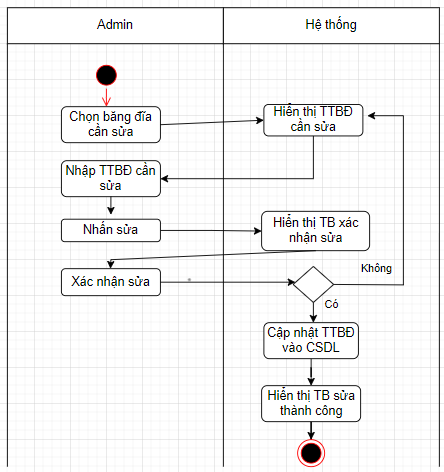 Admin
Hệ thống
Chọn băng đĩa
cần sửa
Hiển thị TTBĐ
cần sửa
Nhập TTBĐ cần
sửa
Nhấn sửa
Hiển thị TB xác
nhận sửa
Xác nhận sửa
Không
Có
Cập nhật TTBĐ
vào CSDL
Hiển thị TB sửa
thành công